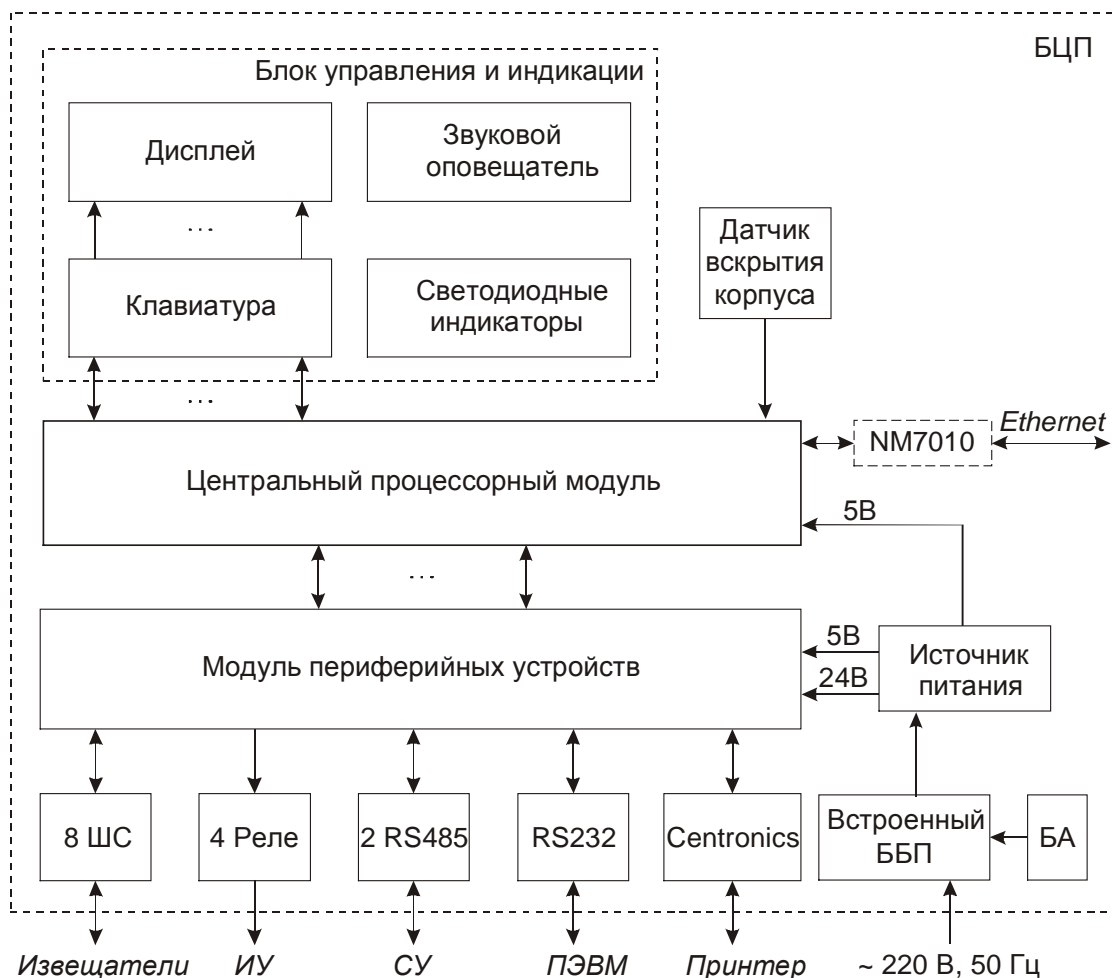 БЦП
Блок управления и индикации
Дисплей
Звуковой
оповещатель
...
Клавиатура
Светодиодные
индикаторы
Датчик
вскрытия
корпуса
...
Ethernet
NM7010
Центральный процессорный модуль
5В
...
5В
Модуль периферийных устройств
24В
Источник
питания
8 ШС
4 Реле
2 RS485
RS232
Centronics
Встроенный
ББП
БА
Извещатели
ИУ
СУ
ПЭВМ
Принтер
~ 220 В, 50 Гц